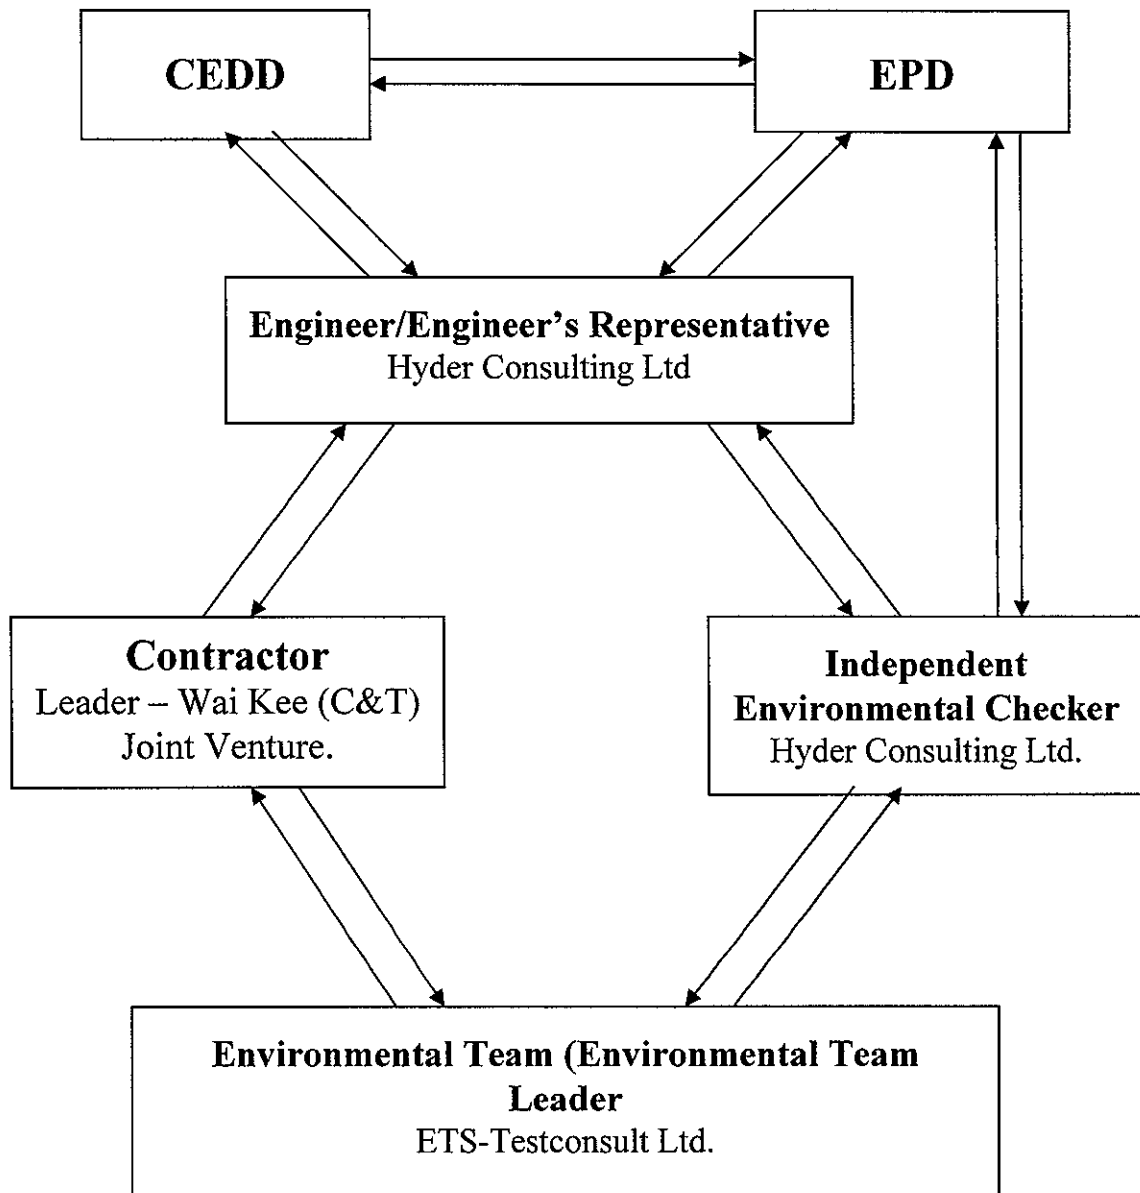 CEDD
EPD
Engineer/Engineer’s Representative
Hyder Consulting Ltd
Contractor
Leader – Wai Kee (C&T)
Joint Venture.
Independent
Environmental Checker
Hyder Consulting Ltd.
Environmental Team (Environmental Team
Leader
ETS-Testconsult Ltd.